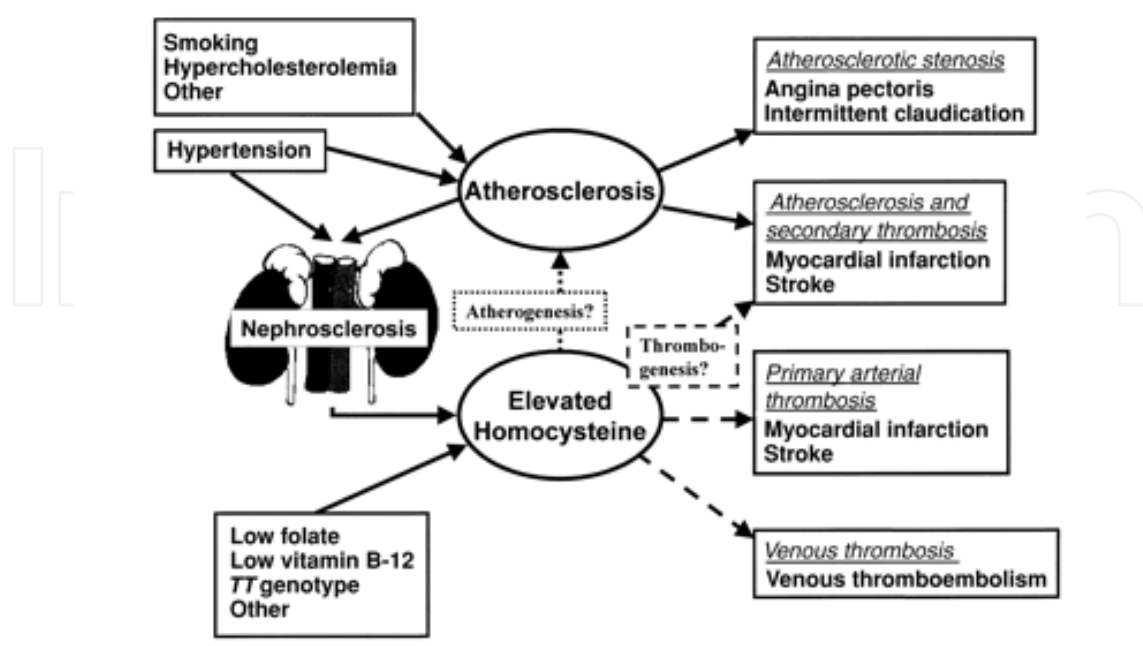 Smoking
Hypercholesterolemia
Other
Hypertension
Atherosclerosis
Atherosclerotic stenosis
Angina pectoris
Intermittent claudication
Atherosclerosis and
secondary thrombosis
Myocardial infarction
Stroke
Nephrosclerosis
Atherogenesis?
Thrombo-
genesis?
Elevated
Homocysteine
Primary arterial
thrombosis
Myocardial infarction
Stroke
Low folate
Low vitamin B-12
TT genotype
Other
Venous thrombosis
Venous thromboembolism